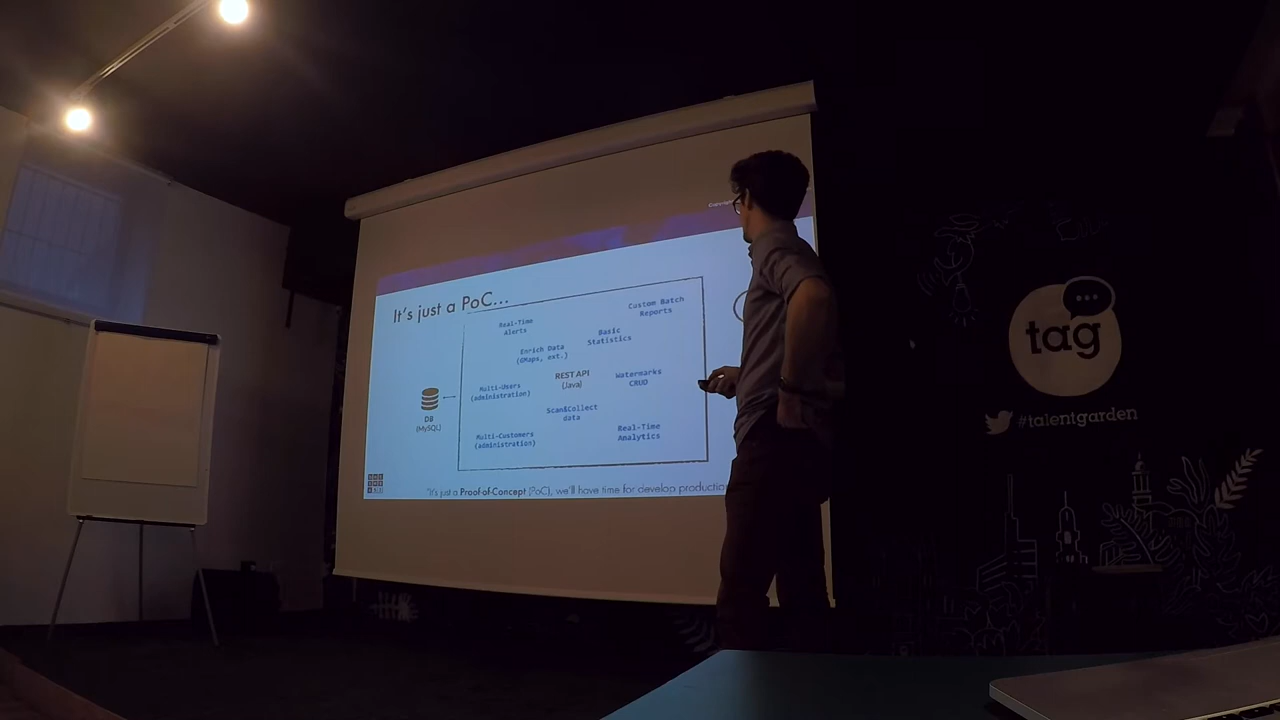 It's just a PoC...
Real-Time
Alerts
Custom Batch
Reports
Basic
Statistics
Enrich Data
(GMaps, ext.)
REST API
(Java)
Watermarks
CRUD
Multi-Users
(administration)
Scan&Collect
data
Multi-Customers
(administration)
Real-Time
Analytics
DB
(MySQL)
"It's just a Proof-of-Concept (PoC), we'll have time for develop
tag
#talentgarden